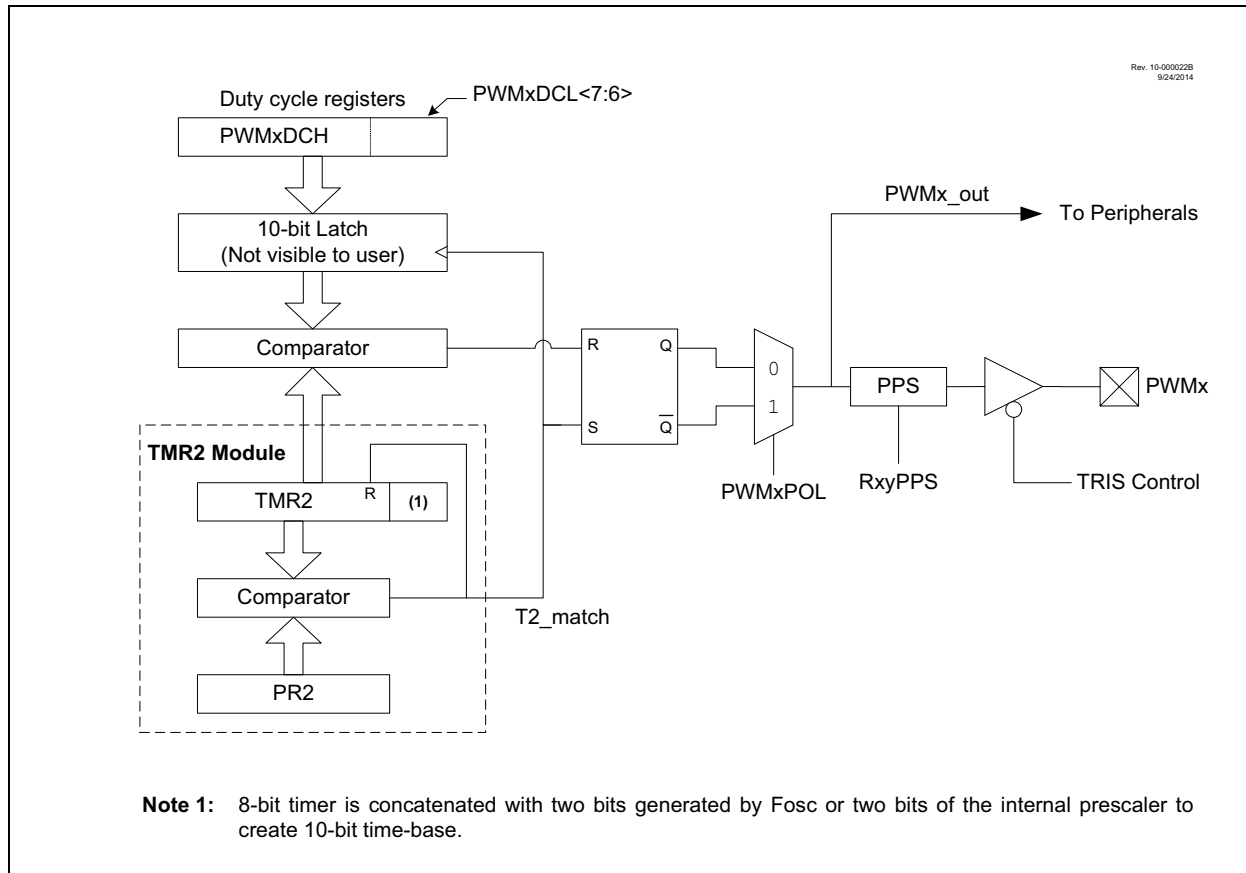 Rev. 10-000022B
9/24/2014
Duty cycle registers
PWMxDCL<7:6>
PWMxDCH
10-bit Latch
(Not visible to user)
Comparator
R
Q
S
Q̅
0
1
PWMxPOL
PWMx_out
To Peripherals
PPS
RxyPPS
PWMx
TRIS Control
TMR2 Module
TMR2
R
(1)
Comparator
T2_match
PR2
Note 1: 8-bit timer is concatenated with two bits generated by Fosc or two bits of the internal prescaler to
create 10-bit time-base.